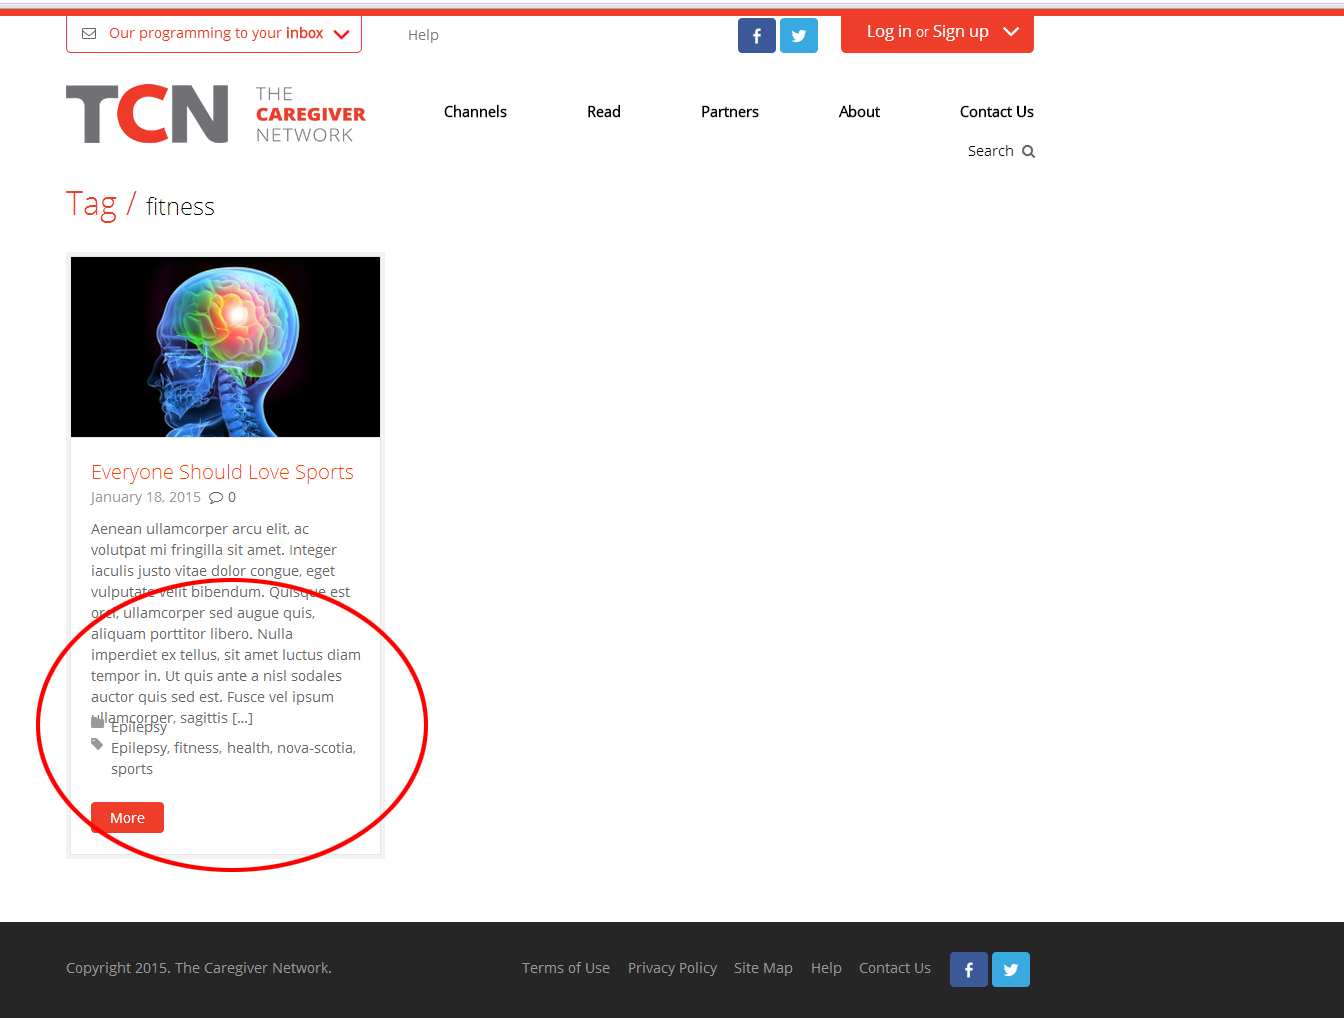 Our programming to your inbox
Help
Log in or Sign up
TCN
THE
CAREGIVER
NETWORK
Channels
Read
Partners
About
Contact Us
Search
Tag / fitness
Everyone Should Love Sports
January 18, 2015 0
Aenean ullamcorper arcu elit, ac
volutpat mi fringilla sit amet. Integer
iaculis justo vitae dolor congue, eget
vulputate velit bibendum. Quisque est
orci, ullamcorper sed augue quis,
aliquam porttitor libero. Nulla
imperdiet ex tellus, sit amet luctus diam
tempor in. Ut quis ante a nisl sodales
auctor quis sed est. Fusce vel ipsum
ullamcorper, sagittis [...]
Epilepsy
Epilepsy, fitness, health, nova-scotia,
sports
More
Copyright 2015. The Caregiver Network.
Terms of Use
Privacy Policy
Site Map
Help
Contact Us